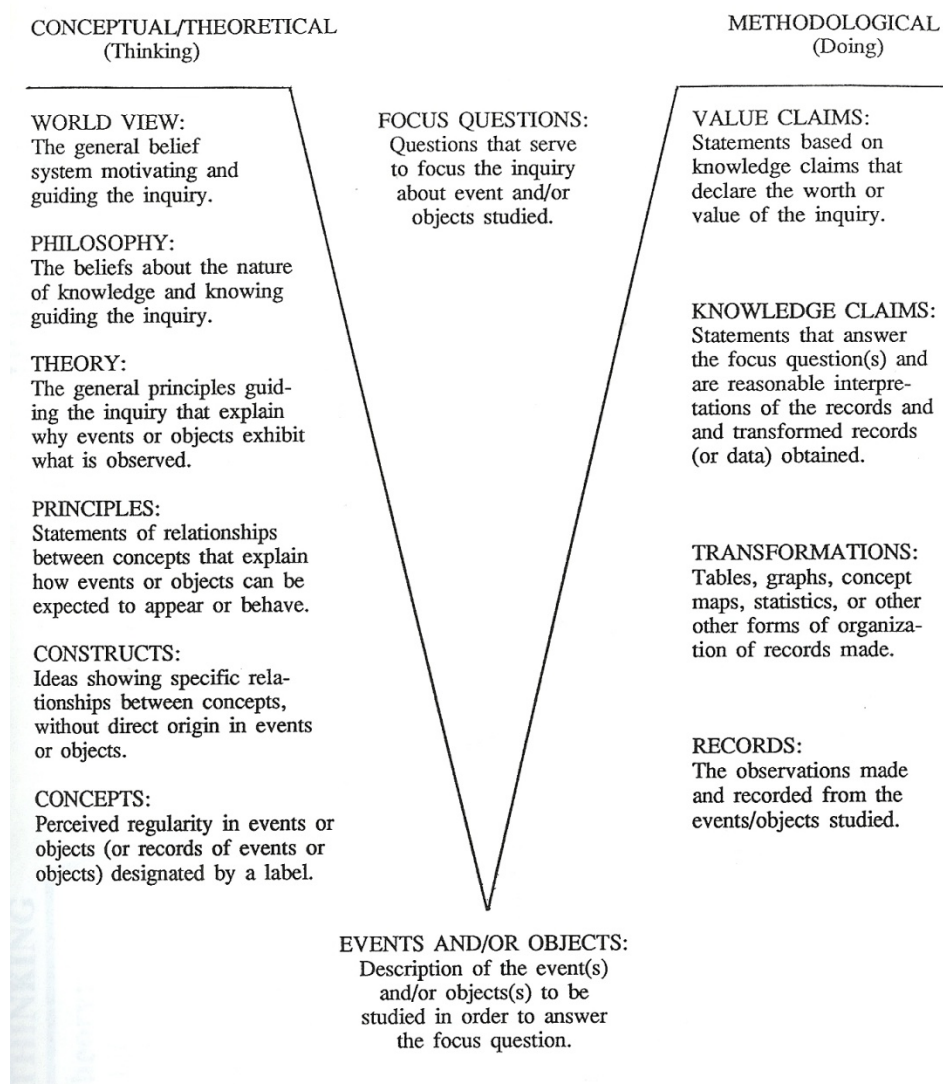 CONCEPTUAL/THEORETICAL
(Thinking)
METHODOLOGICAL
(Doing)
WORLD VIEW:
The general belief
system motivating and
guiding the inquiry.
PHILOSOPHY:
The beliefs about the nature
of knowledge and knowing
guiding the inquiry.
THEORY:
The general principles guid-
ing the inquiry that explain
why events or objects exhibit
what is observed.
PRINCIPLES:
Statements of relationships
between concepts that explain
how events or objects can be
expected to appear or behave.
CONSTRUCTS:
Ideas showing specific rela-
tionships between concepts,
without direct origin in events
or objects.
CONCEPTS:
Perceived regularity in events or
objects (or records of events or
objects) designated by a label.
FOCUS QUESTIONS:
Questions that serve
to focus the inquiry
about event and/or
objects studied.
VALUE CLAIMS:
Statements based on
knowledge claims that
declare the worth or
value of the inquiry.
KNOWLEDGE CLAIMS:
Statements that answer
the focus question(s) and
are reasonable interpre-
tations of the records and
and transformed records
(or data) obtained.
TRANSFORMATIONS:
Tables, graphs, concept
maps, statistics, or other
other forms of organiza-
tion of records made.
RECORDS:
The observations made
and recorded from the
events/objects studied.
EVENTS AND/OR OBJECTS:
Description of the event(s)
and/or objects(s) to be
studied in order to answer
the focus question.
THINKING